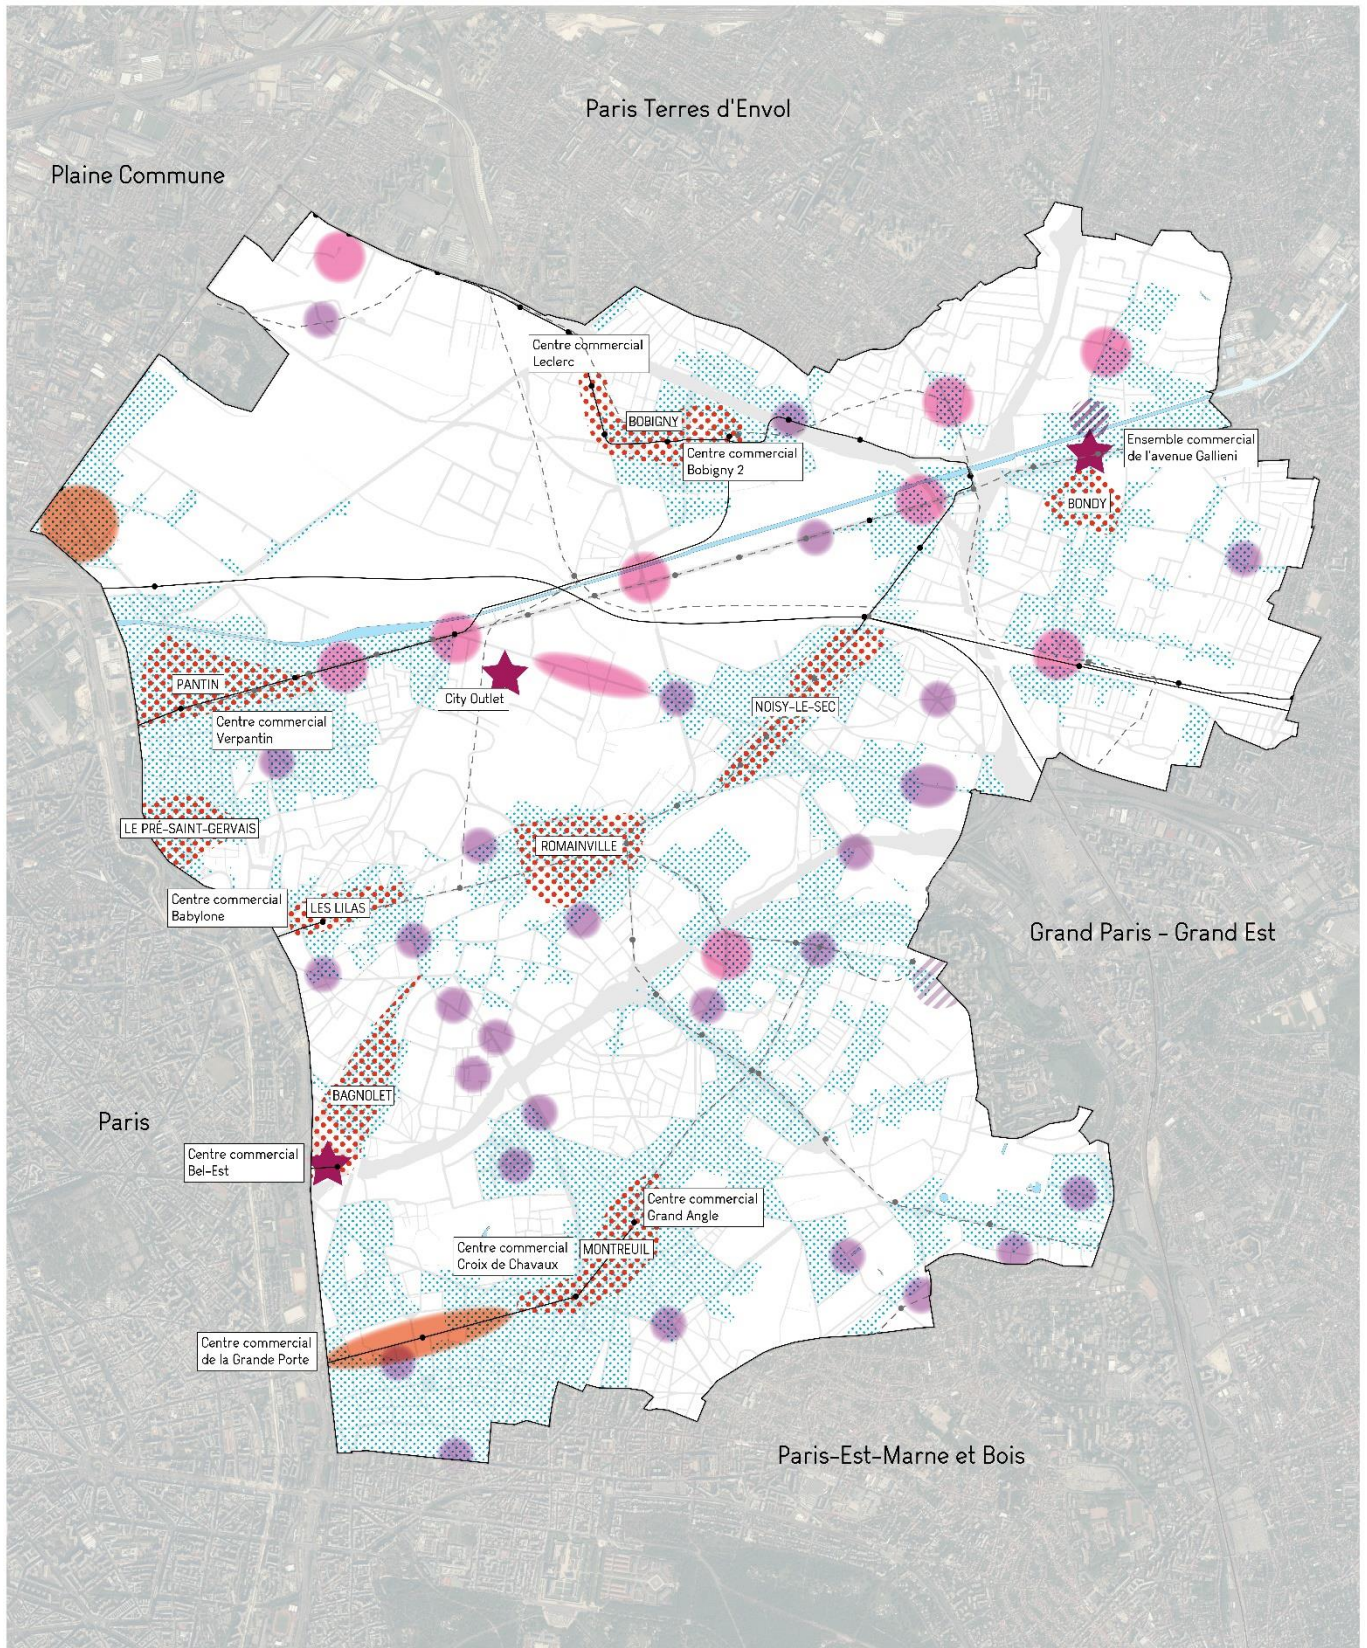 Paris Terres d'Envol
Plaine Commune
Centre commercial
Leclerc
BOBIGNY
Centre commercial
Bobigny 2
Ensemble commercial
de l'avenue Gallieni
BONDY
PANTIN
Centre commercial
Verpantin
City Outlet
NOISY-LE-SEC
LE PRÉ-SAINT-GERVAIS
ROMAINVILLE
Centre commercial
Babylone
LES LILAS
Grand Paris - Grand Est
BAGNOLET
Paris
Centre commercial
Bel-Est
Centre commercial
Grand Angle
Centre commercial
Croix de Chavaux
MONTREUIL
Centre commercial
de la Grande Porte
Paris-Est-Marne et Bois